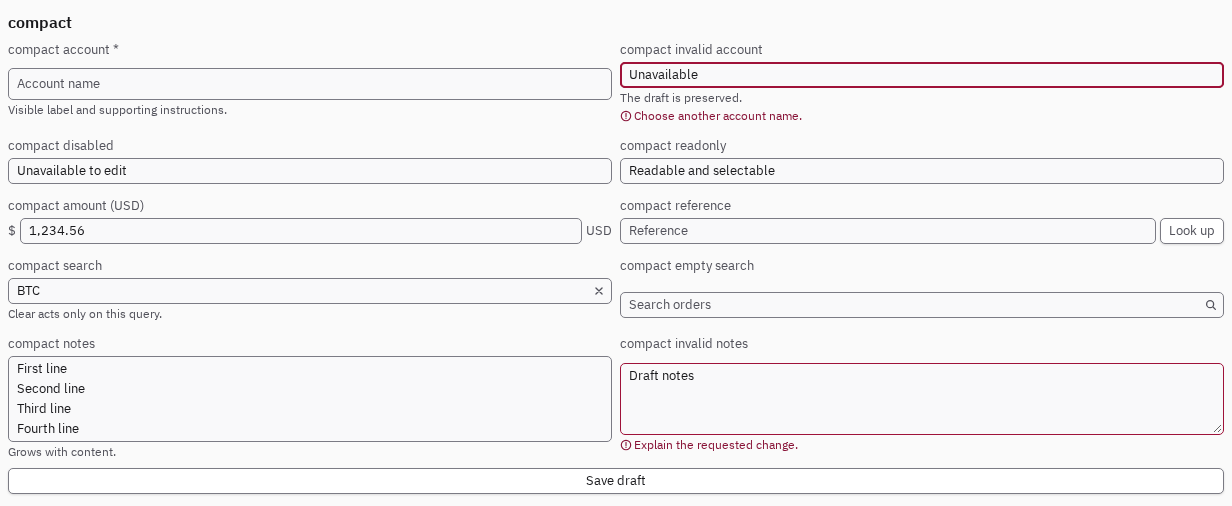 compact
compact account *
Account name
Visible label and supporting instructions.
compact invalid account
Unavailable
The draft is preserved.
Choose another account name.
compact disabled
Unavailable to edit
compact readonly
Readable and selectable
compact amount (USD)
$ 1,234.56 USD
compact reference
Reference Look up
compact search
BTC
Clear acts only on this query.
compact empty search
Search orders
compact notes
First line
Second line
Third line
Fourth line
Grows with content.
compact invalid notes
Draft notes
Explain the requested change.
Save draft